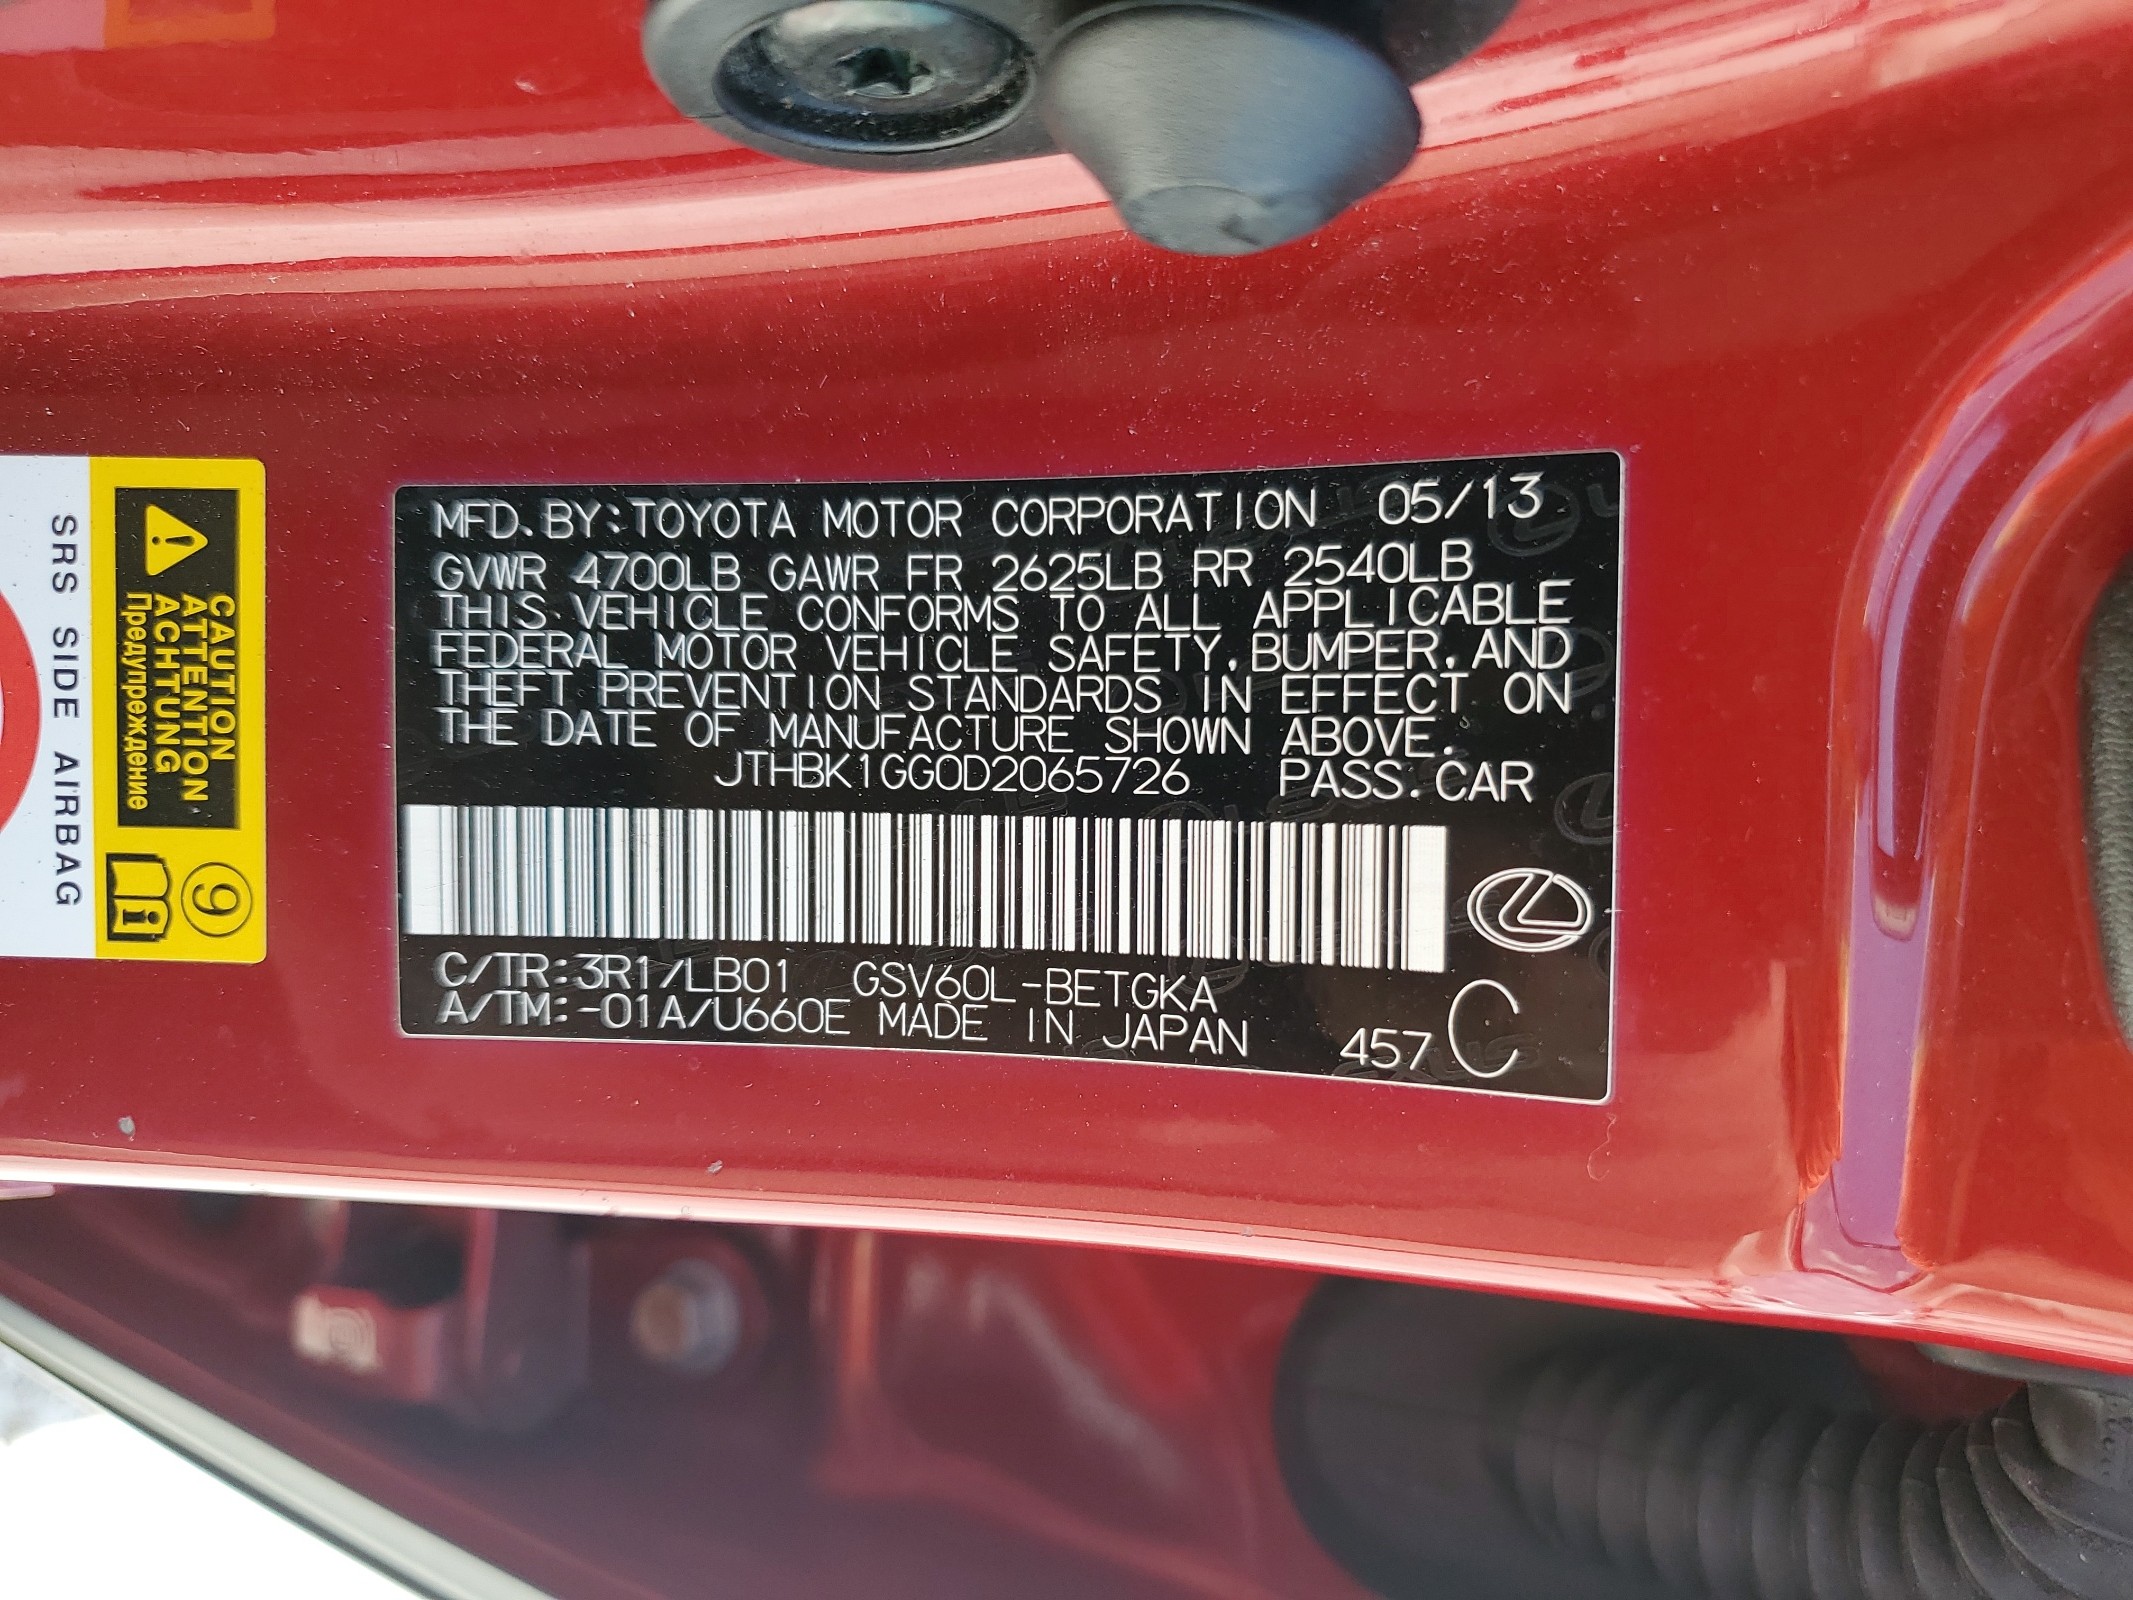 MFD.BY:TOYOTA MOTOR CORPORATION 05/13
GVWR 4700LB GAWR FR 2625LB RR 2540LB
THIS VEHICLE CONFORMS TO ALL APPLICABLE
FEDERAL MOTOR VEHICLE SAFETY,BUMPER,AND
THEFT PREVENTION STANDARDS IN EFFECT ON
THE DATE OF MANUFACTURE SHOWN ABOVE.
JTHBK1GG0D2065726 PASS.CAR
C/TR:3R1/LB01 GSV60L-BETGKA
A/TM:-01A/U660E MADE IN JAPAN 457 C
CAUTION
ATTENTION
ACHTUNG
Предупреждение
9
SRS SIDE AIRBAG